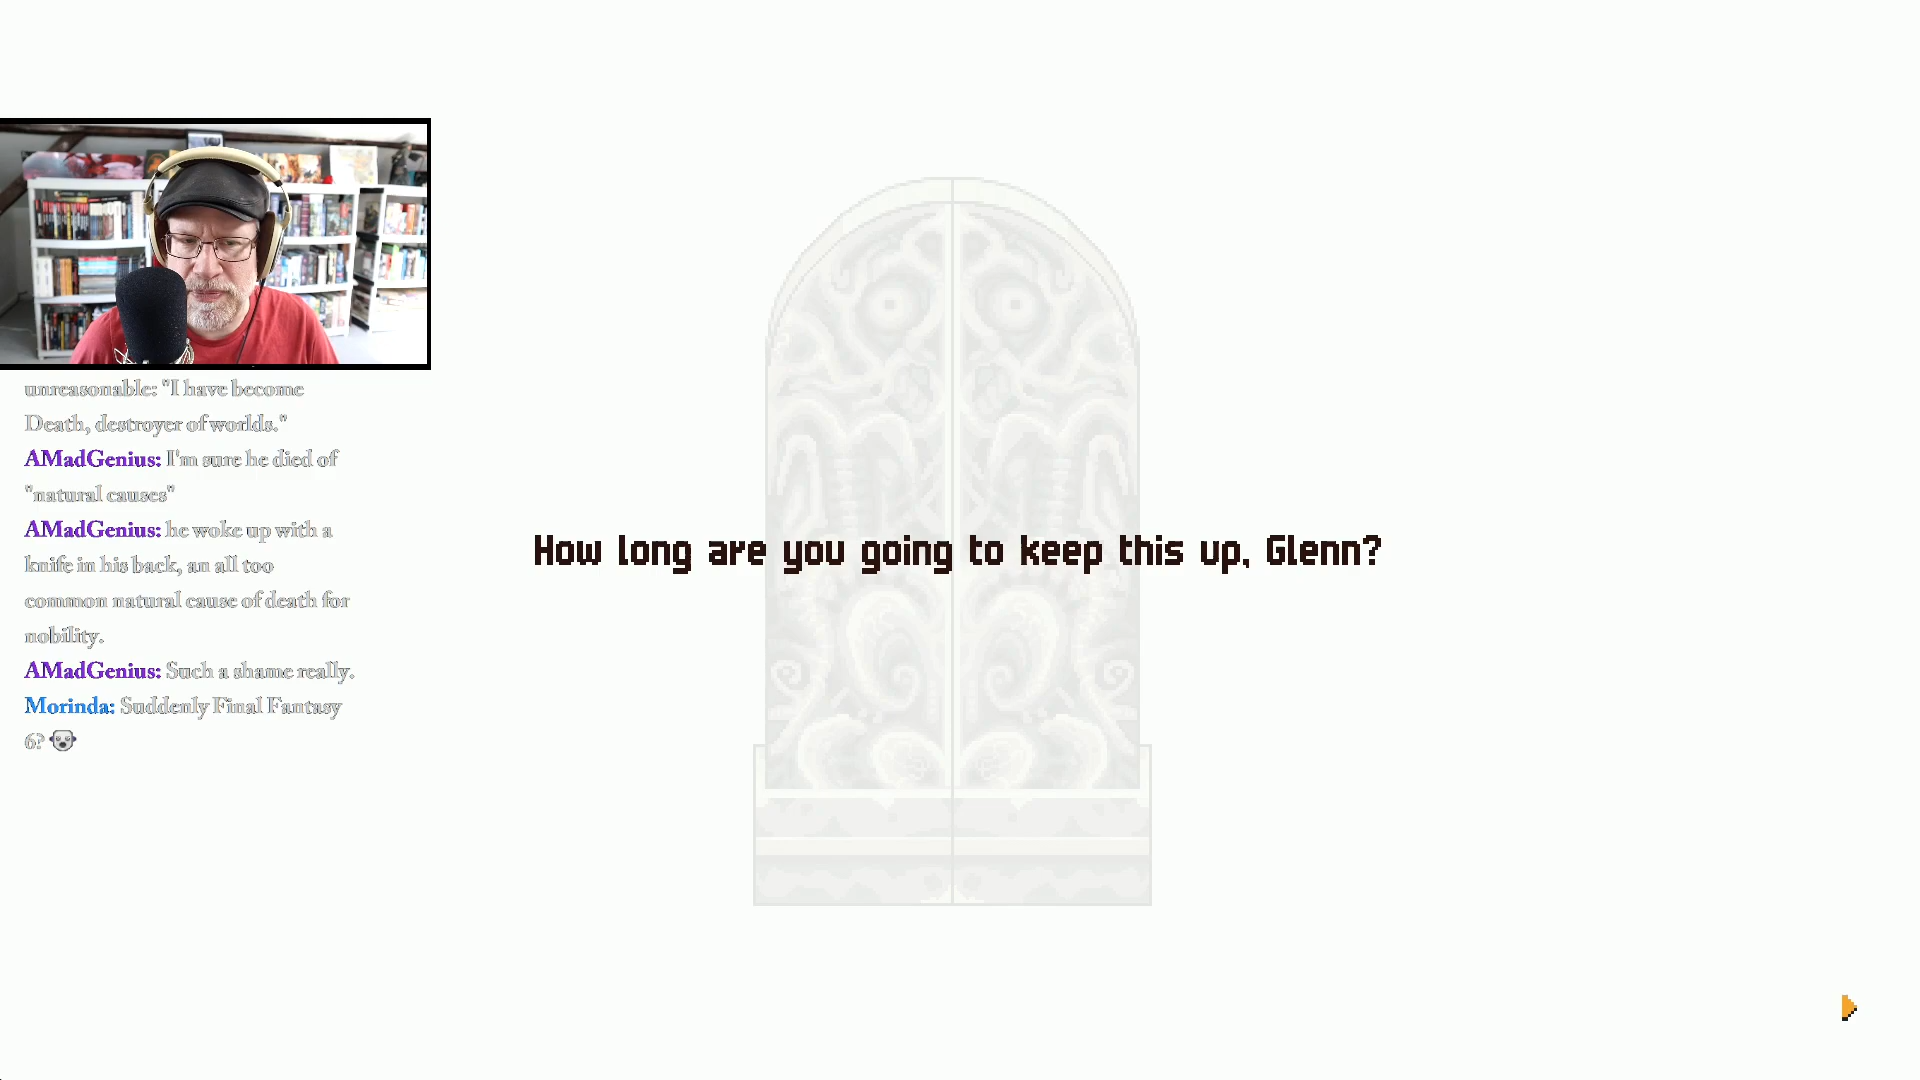 unreasonable: "I have become
Death, destroyer of worlds."
AMadGenius: I'm sure he died of
"natural causes"
AMadGenius: he woke up with a
knife in his back, an all too
common natural cause of death for
nobility.
AMadGenius: Such a shame really.
Morinda: Suddenly Final Fantasy
6?
How long are you going to keep this up, Glenn?